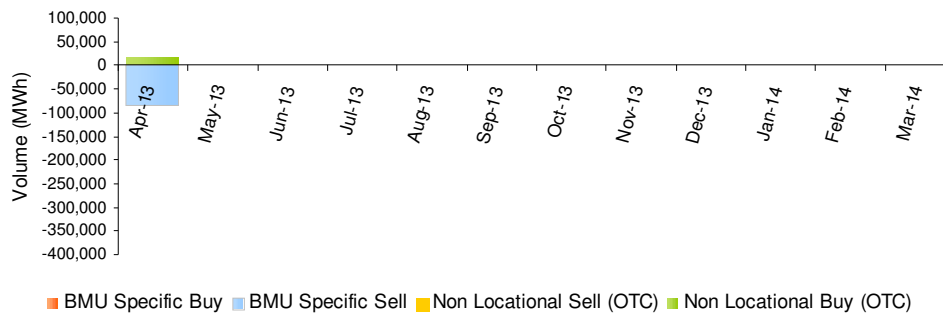 100,000
50,000
0
-50,000
-100,000
-150,000
-200,000
-250,000
-300,000
-350,000
-400,000
Volume (MWh)
Apr-13
May-13
Jun-13
Jul-13
Aug-13
Sep-13
Oct-13
Nov-13
Dec-13
Jan-14
Feb-14
Mar-14
BMU Specific Buy BMU Specific Sell Non Locational Sell (OTC) Non Locational Buy (OTC)